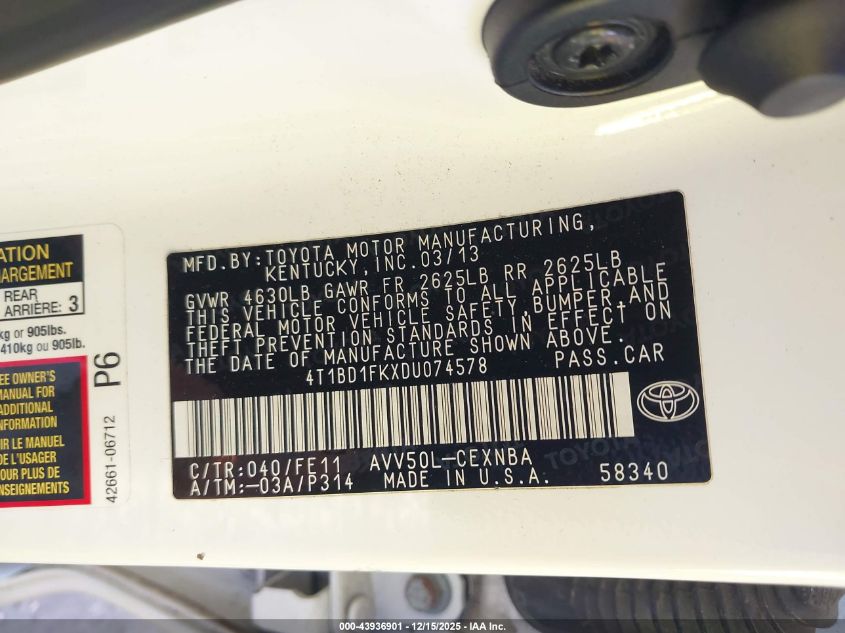 ATION
HARGEMENT
REAR
ARRIÈRE: 3
kg or 905lbs.
410kg ou 905lb.
EE OWNER'S
MANUAL FOR
ADDITIONAL
NFORMATION
IR LE MANUEL
DE L'USAGER
POUR PLUS DE
ENSEIGNEMENTS
P6
42661-06712
MFD.BY:TOYOTA MOTOR MANUFACTURING,
KENTUCKY,INC.03/13
GVWR 4630LB GAWR FR 2625LB RR 2625LB
THIS VEHICLE CONFORMS TO ALL APPLICABLE
FEDERAL MOTOR VEHICLE SAFETY,BUMPER,AND
THEFT PREVENTION STANDARDS IN EFFECT ON
THE DATE OF MANUFACTURE SHOWN ABOVE.
4T1BD1FKXDU074578 PASS.CAR
C/TR:040/FE11 AVV50L-CEXNBA
A/TM:-03A/P314 MADE IN U.S.A. 58340
000-43936901 - 12/15/2025 - IAA Inc.